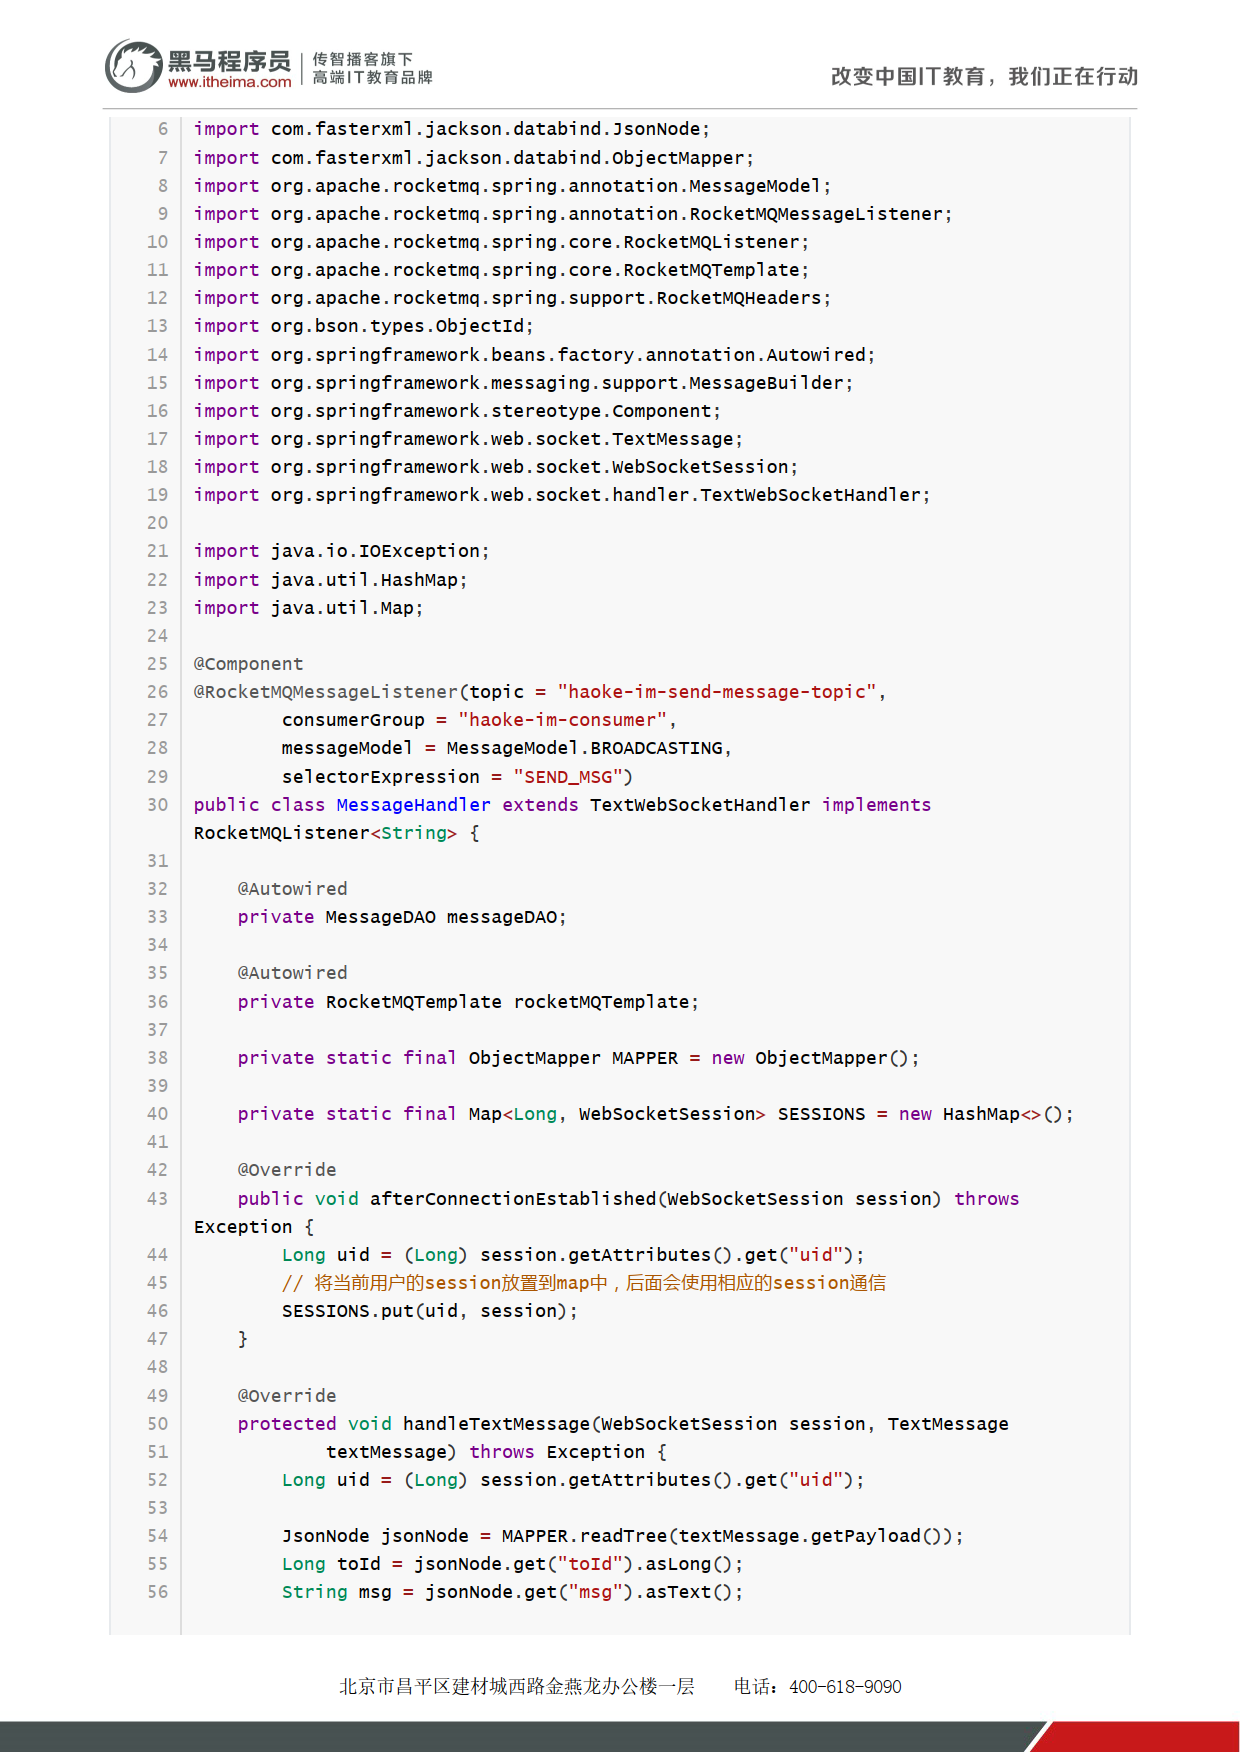 黑马程序员
www.itheima.com
传智播客旗下
高端IT教育品牌
改变中国IT教育，我们正在行动
6 import com.fasterxml.jackson.databind.JsonNode;
7 import com.fasterxml.jackson.databind.ObjectMapper;
8 import org.apache.rocketmq.spring.annotation.MessageModel;
9 import org.apache.rocketmq.spring.annotation.RocketMQMessageListener;
10 import org.apache.rocketmq.spring.core.RocketMQListener;
11 import org.apache.rocketmq.spring.core.RocketMQTemplate;
12 import org.apache.rocketmq.spring.support.RocketMQHeaders;
13 import org.bson.types.ObjectId;
14 import org.springframework.beans.factory.annotation.Autowired;
15 import org.springframework.messaging.support.MessageBuilder;
16 import org.springframework.stereotype.Component;
17 import org.springframework.web.socket.TextMessage;
18 import org.springframework.web.socket.WebSocketSession;
19 import org.springframework.web.socket.handler.TextWebSocketHandler;
20
21 import java.io.IOException;
22 import java.util.HashMap;
23 import java.util.Map;
24
25 @Component
26 @RocketMQMessageListener(topic = "haoke-im-send-message-topic",
27         consumerGroup = "haoke-im-consumer",
28         messageModel = MessageModel.BROADCASTING,
29         selectorExpression = "SEND_MSG")
30 public class MessageHandler extends TextWebSocketHandler implements
RocketMQListener<String> {
31
32     @Autowired
33     private MessageDAO messageDAO;
34
35     @Autowired
36     private RocketMQTemplate rocketMQTemplate;
37
38     private static final ObjectMapper MAPPER = new ObjectMapper();
39
40     private static final Map<Long, WebSocketSession> SESSIONS = new HashMap<>();
41
42     @Override
43     public void afterConnectionEstablished(WebSocketSession session) throws
Exception {
44         Long uid = (Long) session.getAttributes().get("uid");
45         // 将当前用户的session放置到map中，后面会使用相应的session通信
46         SESSIONS.put(uid, session);
47     }
48
49     @Override
50     protected void handleTextMessage(WebSocketSession session, TextMessage
51             textMessage) throws Exception {
52         Long uid = (Long) session.getAttributes().get("uid");
53
54         JsonNode jsonNode = MAPPER.readTree(textMessage.getPayload());
55         Long toId = jsonNode.get("toId").asLong();
56         String msg = jsonNode.get("msg").asText();
北京市昌平区建材城西路金燕龙办公楼一层 电话：400-618-9090